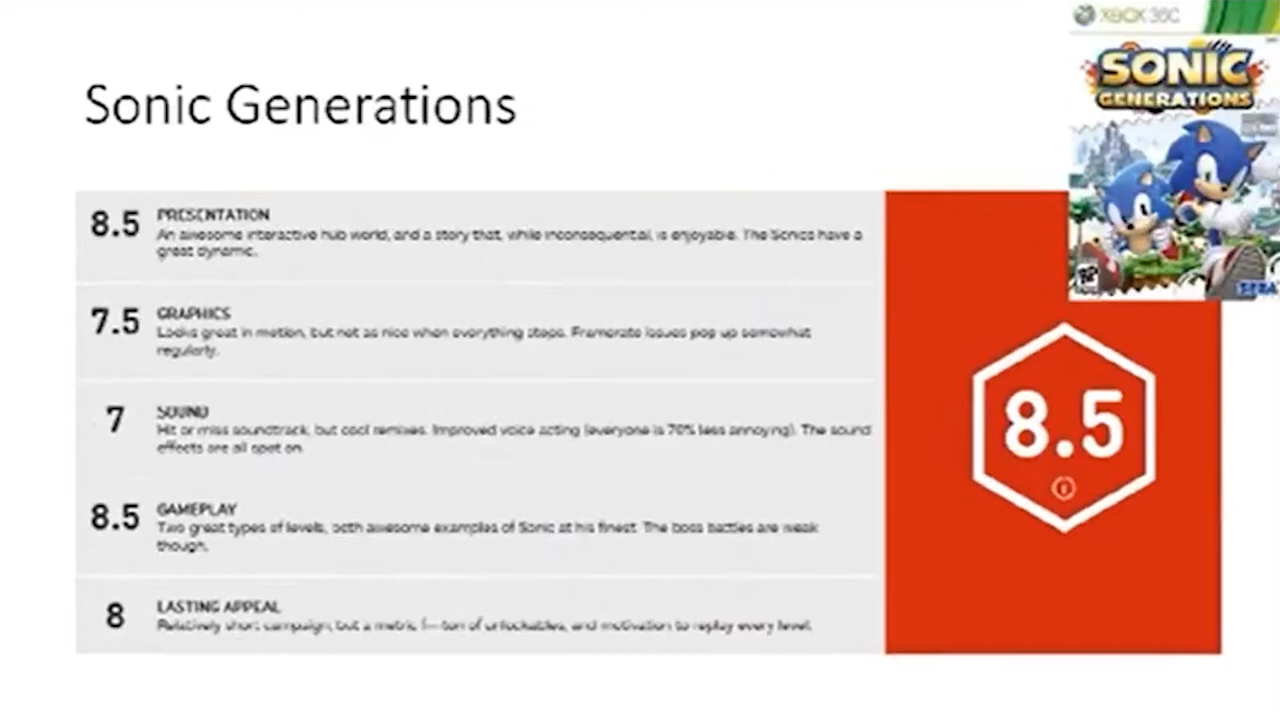 XBOX 360
SONIC
GENERATIONS
Sonic Generations
8.5 PRESENTATION
An awesome interactive hub world, and a story that, while inconsequential, is enjoyable. The Sonics have a
great dynamic.
7.5 GRAPHICS
Looks great in motion, but not as nice when everything stops. Framerate issues pop up somewhat
regularly.
7 SOUND
Hit or miss soundtrack, but cool remixes. Improved voice acting (everyone is 70% less annoying). The sound
effects are all spot on.
8.5 GAMEPLAY
Two great types of levels, both awesome examples of Sonic at his finest. The boss battles are weak
though.
8 LASTING APPEAL
Relatively short campaign, but a metric f—ton of unlockables, and motivation to replay every level.
8.5
RP
SEGA